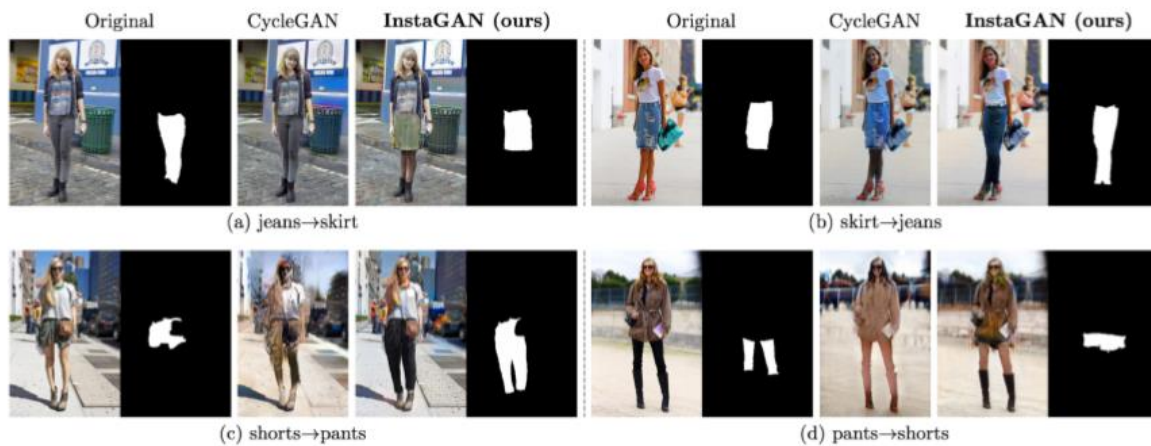 Original CycleGAN InstaGAN (ours) Original CycleGAN InstaGAN (ours)
(a) jeans→skirt (b) skirt→jeans
(c) shorts→pants (d) pants→shorts